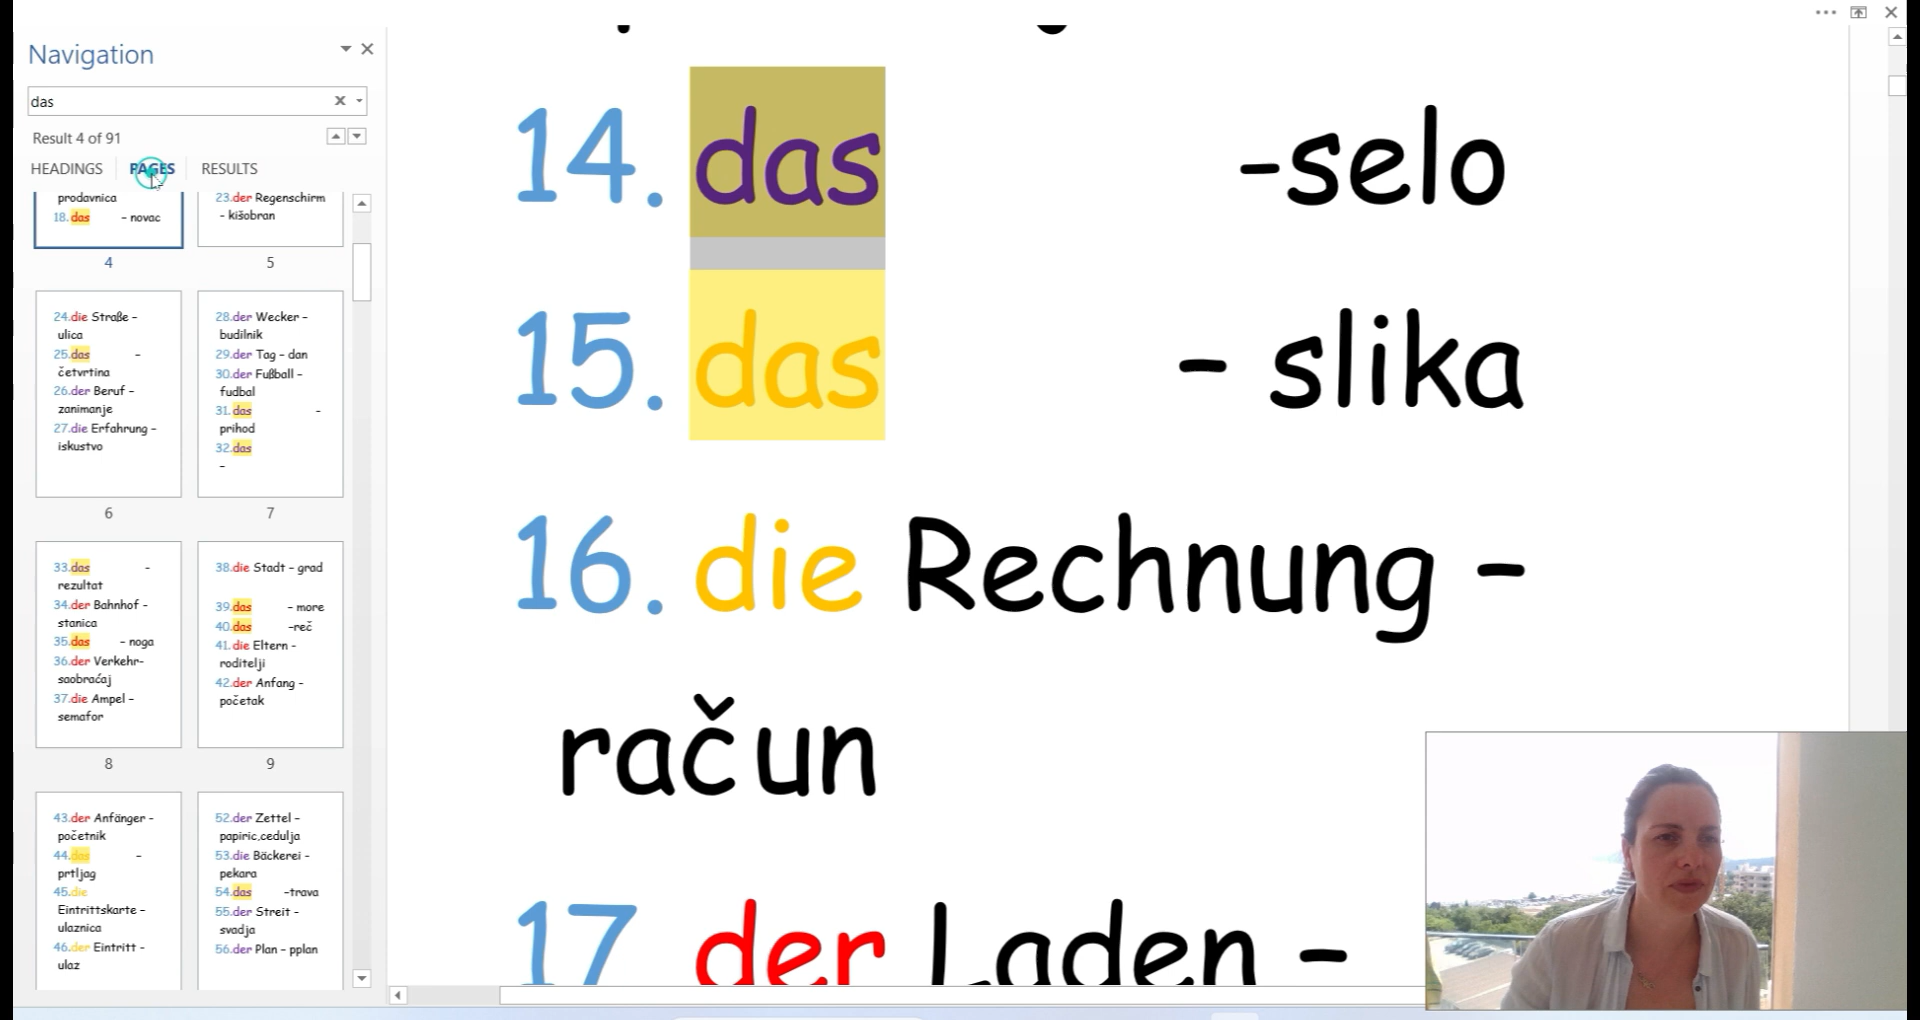 Navigation
das
Result 4 of 91
HEADINGS PAGES RESULTS
prodavnica
18. das - novac
4
23.der Regenschirm
- kišobran
5
24.die Straße -
ulica
25.das -
četvrtina
26.der Beruf -
zanimanje
27.die Erfahrung -
iskustvo
6
28.der Wecker -
budilnik
29.der Tag - dan
30.der Fußball -
fudbal
31. das -
prihod
32.das
-
7
33.das -
rezultat
34.der Bahnhof -
stanica
35.das - noga
36.der Verkehr-
saobraćaj
37.die Ampel -
semafor
8
38.die Stadt - grad
39.das - more
40.das -reč
41. die Eltern -
roditelji
42.der Anfang -
početak
9
43.der Anfänger -
početnik
44.das -
prtljag
45.die
Eintrittskarte -
ulaznica
46.der Eintritt -
ulaz
52.der Zettel -
papiric,cedulja
53.die Bäckerei -
pekara
54.das -trava
55.der Streit -
svadja
56.der Plan - pplan
14. das -selo
15. das - slika
16. die Rechnung -
račun
17 der Laden -